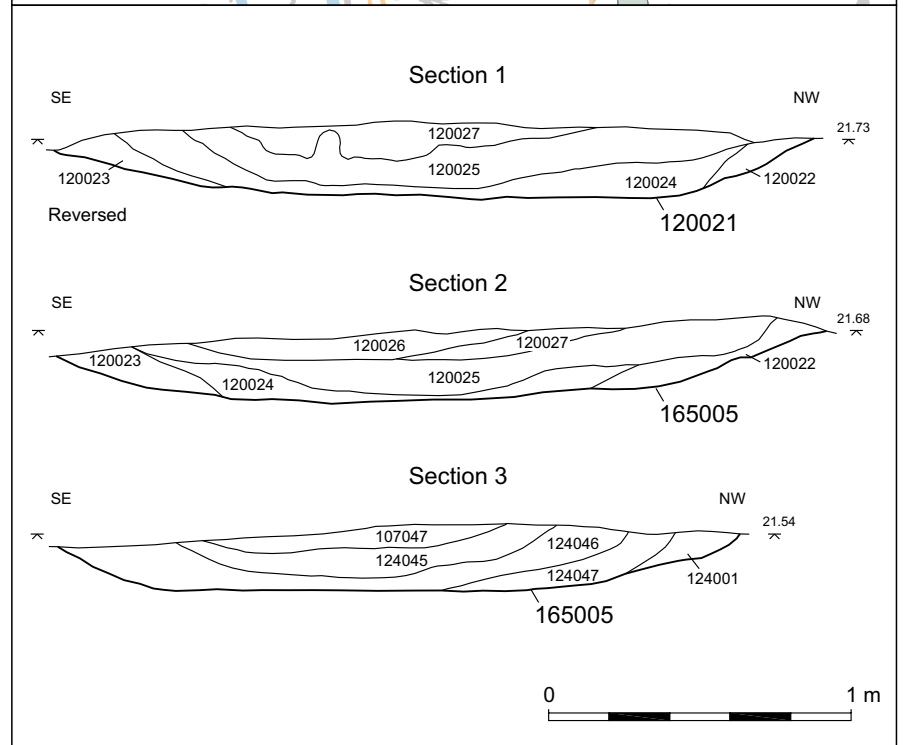 Section 1
SE
NW
21.73
120027
120025
120023
120024
120022
Reversed
120021
Section 2
SE
NW
21.68
120026
120027
120023
120024
120025
120022
165005
Section 3
SE
NW
21.54
107047
124045
124046
124047
124001
165005
0
1 m